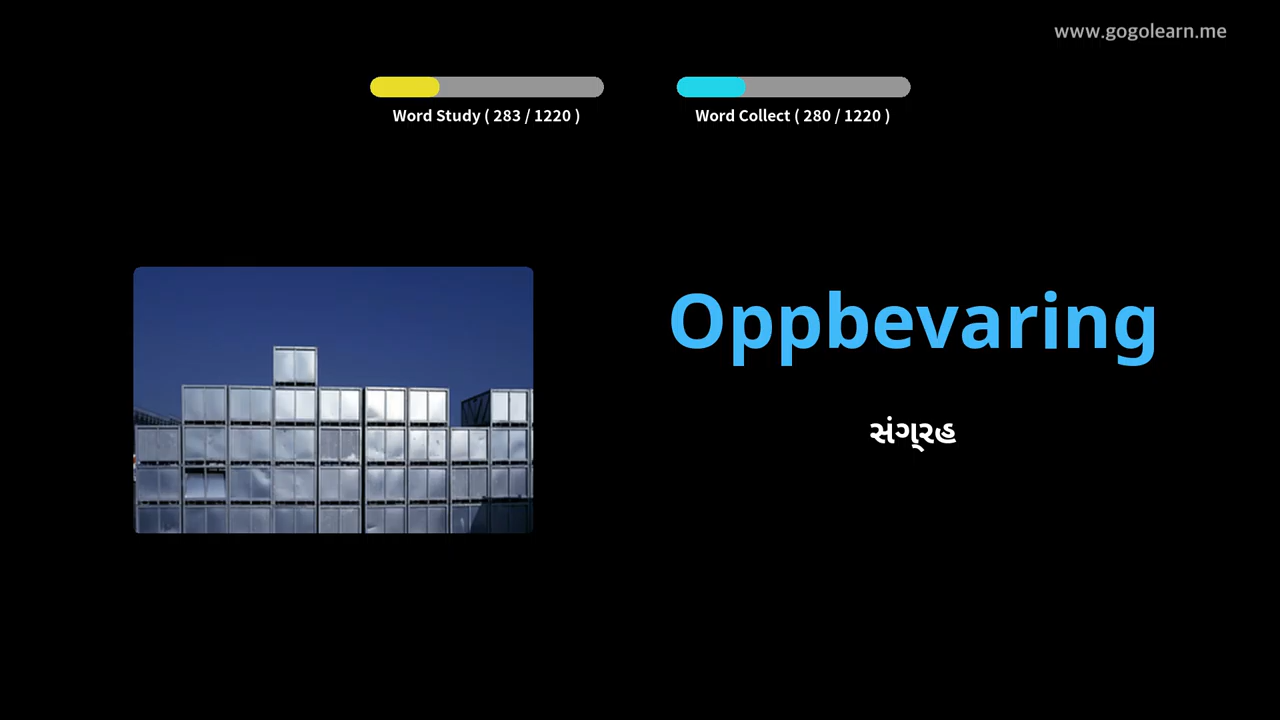 www.gogolearn.me
Word Study ( 283 / 1220 )
Word Collect ( 280 / 1220 )
Oppbevaring
સંગ્રહ